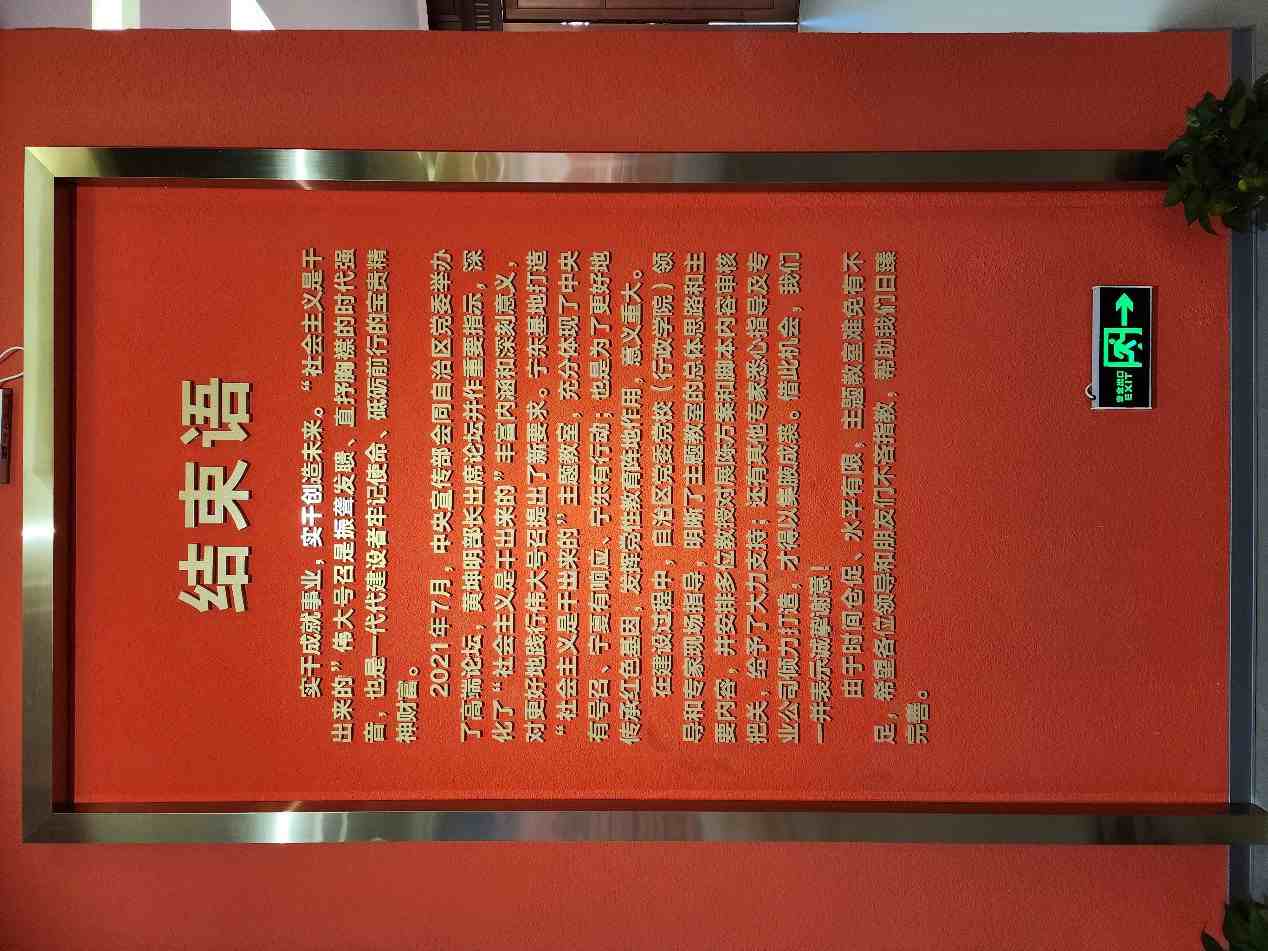 结束语
实干成就事业，实干创造未来。“社会主义是干
出来的”伟大号召是振聋发聩、直抒胸襟的时代强
音，也是一代代建设者牢记使命、砥砺前行的宝贵精
神财富。
2021年7月，中央宣传部会同自治区党委举办
了高端论坛，黄坤明部长出席论坛并作重要指示，深
化了“社会主义是干出来的”丰富内涵和深刻意义，
对更好地践行伟大号召提出了新要求。宁东基地打造
“社会主义是干出来的”主题教室，充分体现了中央
有号召、宁夏有响应、宁东有行动；也是为了更好地
传承红色基因，发挥党性教育阵地作用，意义重大。
在建设过程中，自治区党委党校（行政学院）领
导和专家现场指导，明晰了主题教室的总体思路和主
要内容，并安排多位教授对展陈方案和脚本内容审核
把关，给予了大力支持；还有其他专家悉心指导及专
业公司倾力打造，才得以集腋成裘。借此机会，我们
一并表示诚挚谢意！
由于时间仓促、水平有限，主题教室难免有不
足，希望各位领导和朋友们不吝指教，帮助我们日臻
完善。
安全出口
EXIT